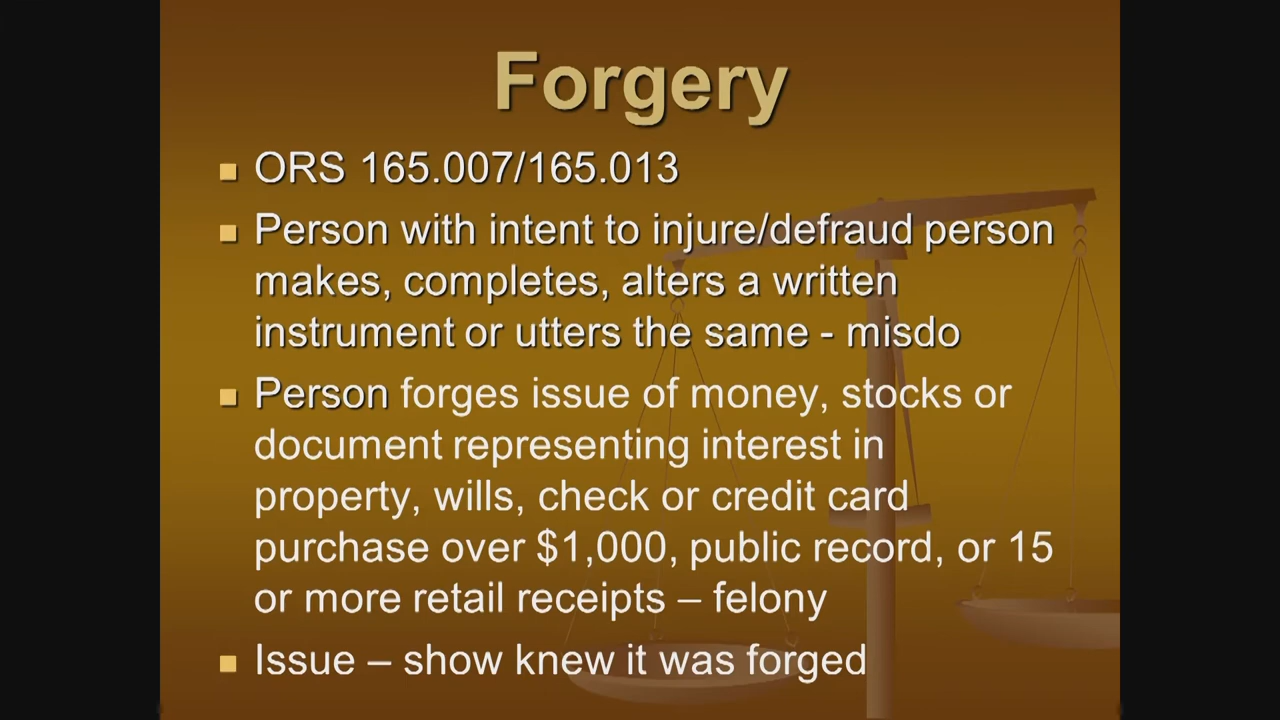 Forgery
ORS 165.007/165.013
Person with intent to injure/defraud person
makes, completes, alters a written
instrument or utters the same - misdo
Person forges issue of money, stocks or
document representing interest in
property, wills, check or credit card
purchase over $1,000, public record, or 15
or more retail receipts – felony
Issue – show knew it was forged